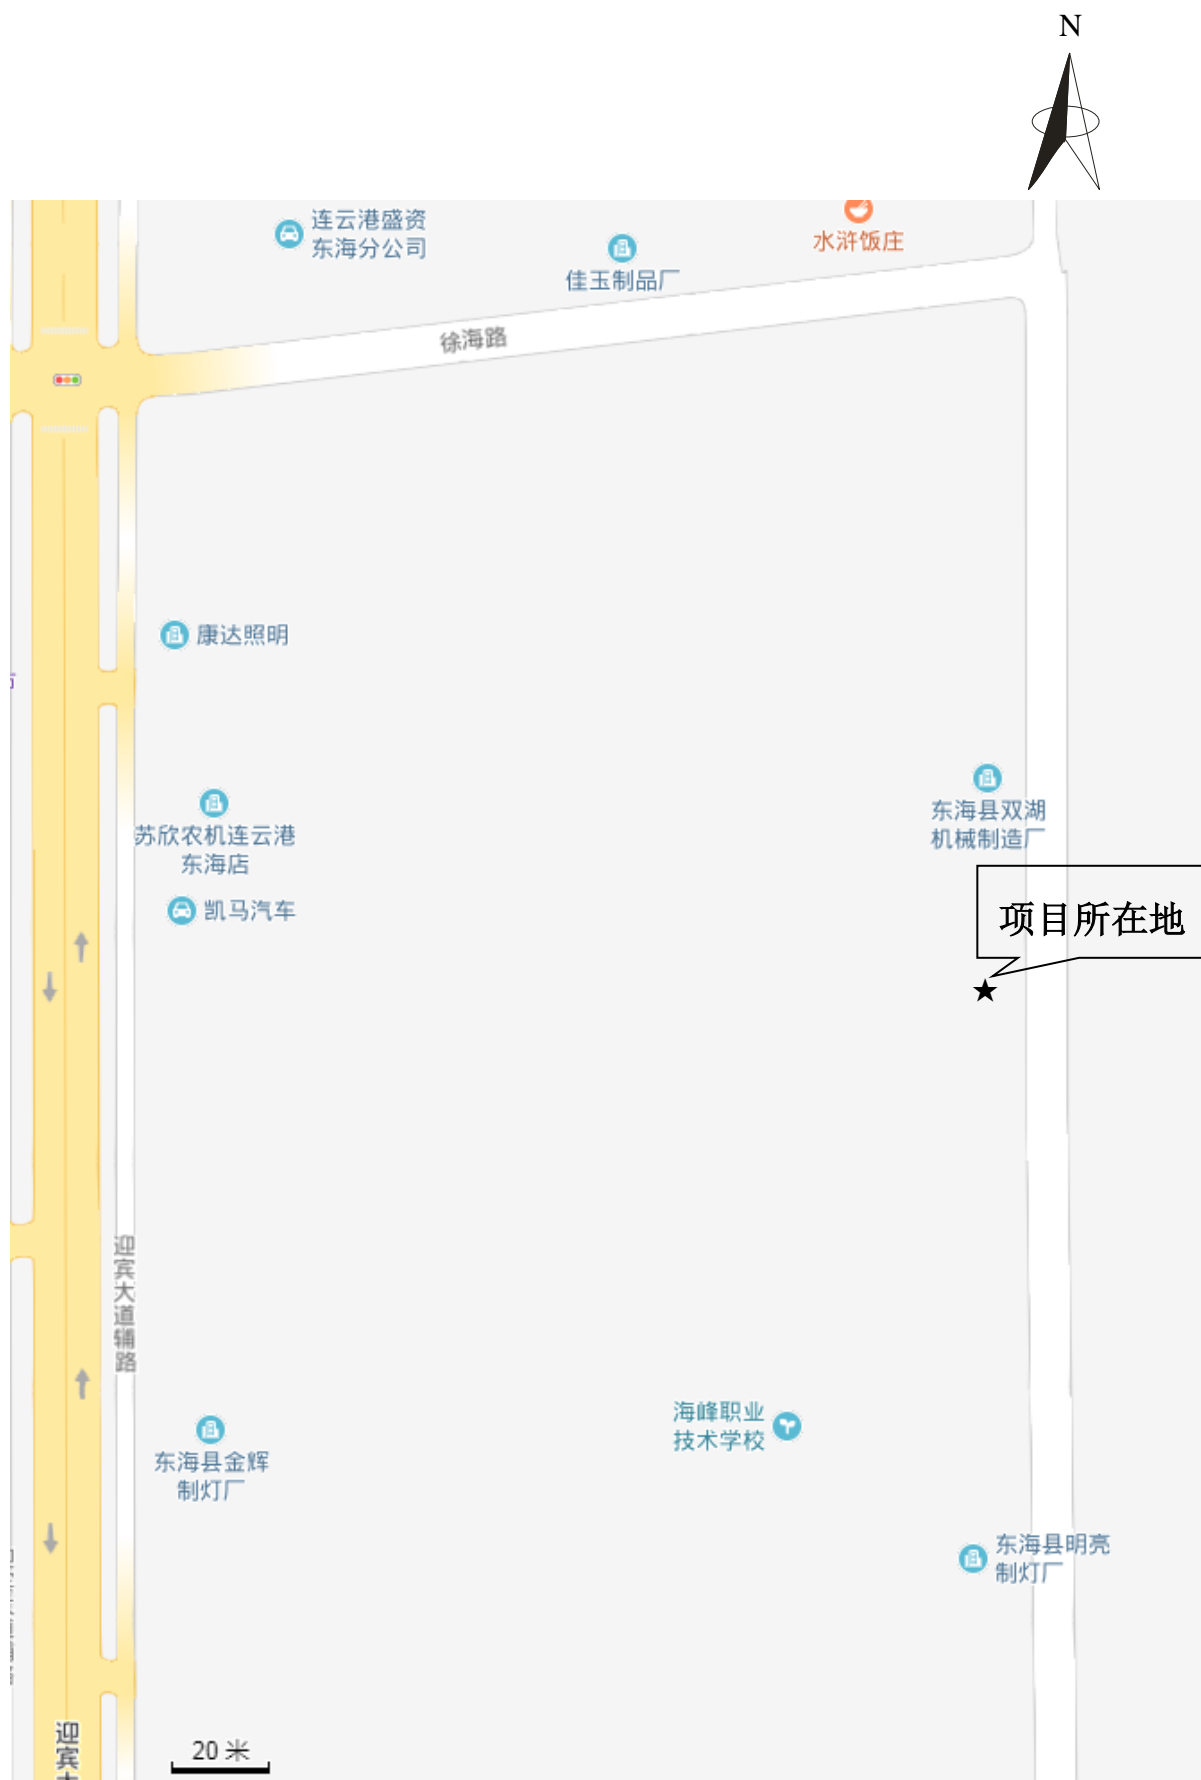 N
连云港盛资
东海分公司
水浒饭庄
佳玉制品厂
徐海路
康达照明
东海县双湖
机械制造厂
苏欣农机连云港
东海店
凯马汽车
项目所在地
迎宾大道辅路
海峰职业
技术学校
东海县金辉
制灯厂
东海县明亮
制灯厂
迎宾大
20 米